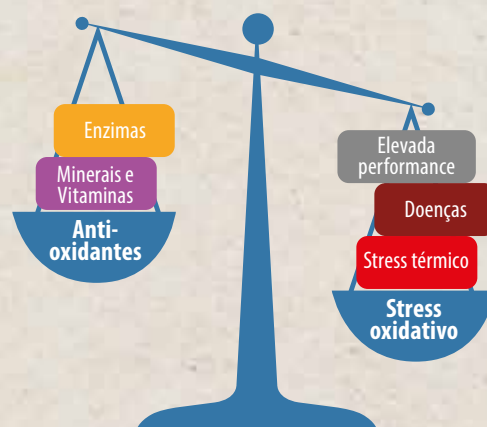 Enzimas
Minerais e
Vitaminas
Anti-
oxidantes
Elevada
performance
Doenças
Stress térmico
Stress
oxidativo